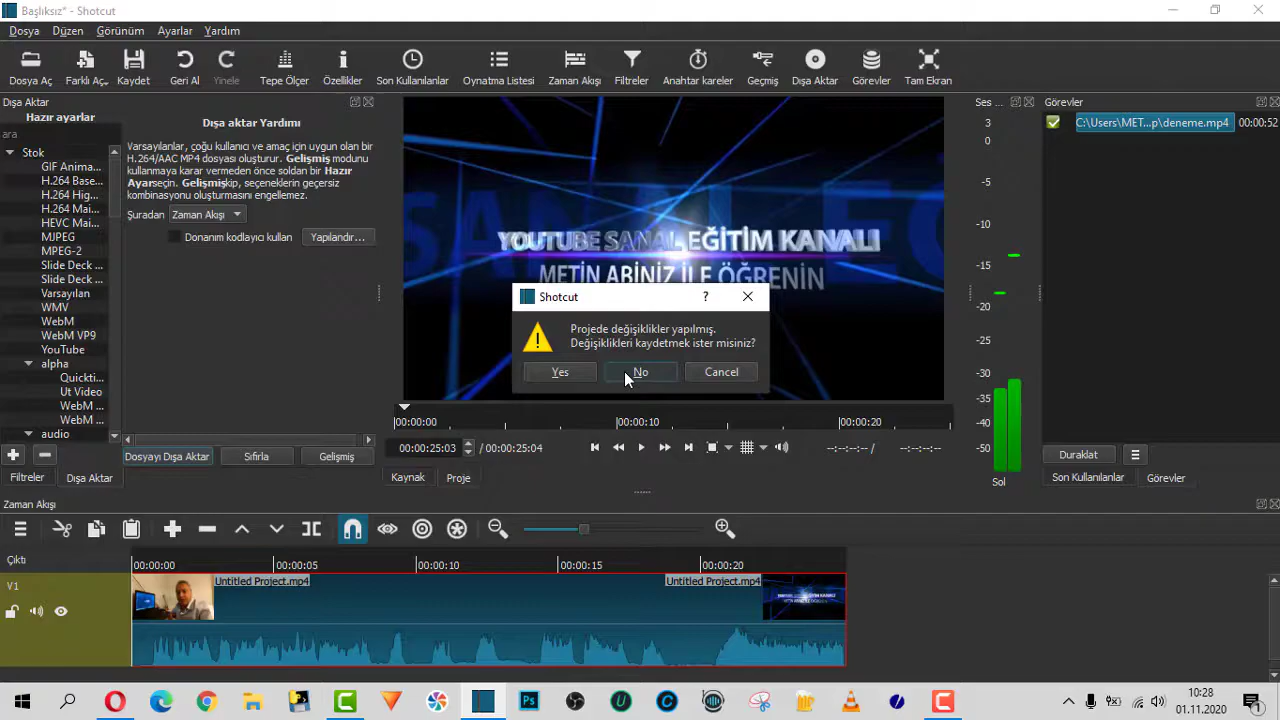 Başlıksız* - Shotcut
Dosya Düzen Görünüm Ayarlar Yardım
Dosya Aç Farklı Aç.. Kaydet Geri Al Yinele Tepe Ölçer Özellikler Son Kullanılanlar Oynatma Listesi Zaman Akışı Filtreler Anahtar kareler Geçmiş Dışa Aktar Görevler Tam Ekran
Dışa Aktar
Hazır ayarlar
ara
Stok
GIF Anima...
H.264 Base...
H.264 Hig...
H.264 Mai...
HEVC Mai...
MJPEG
MPEG-2
Slide Deck ...
Slide Deck ...
Varsayılan
WMV
WebM
WebM VP9
YouTube
alpha
Quickti...
Ut Video
WebM ...
WebM ...
audio
Dışa aktar Yardımı
Varsayılanlar, çoğu kullanıcı ve amaç için uygun olan bir
H.264/AAC MP4 dosyası oluşturur. Gelişmiş modunu
kullanmaya karar vermeden önce soldan bir Hazır
Ayarseçin. Gelişmişkip, seçeneklerin geçersiz
kombinasyonu oluşturmasını engellemez.
Şuradan Zaman Akışı
Donanım kodlayıcı kullan Yapılandır...
Dosyayı Dışa Aktar Sıfırla Gelişmiş
Filtreler Dışa Aktar
SANAL EĞ
YOUTUBE SANAL EĞİTİM KANALI
METİN ABİNİZ İLE ÖĞRENİN
Shotcut
?
Projede değişiklikler yapılmış.
Değişiklikleri kaydetmek ister misiniz?
Yes No Cancel
00:00:00 00:00:10 00:00:20
00:00:25:03 / 00:00:25:04 --:--:--:-- / --:--:--:--
Kaynak Proje
Ses ...
3
0
-5
-10
-15
-20
-25
-30
-35
-40
-50
Sol
Görevler
C:\Users\MET...p\deneme.mp4 00:00:52
Duraklat
Son Kullanılanlar Görevler
Zaman Akışı
Çıktı 00:00:00 00:00:05 00:00:10 00:00:15 00:00:20
V1 Untitled Project.mp4 Untitled Project.mp4
10:28
01.11.2020
1